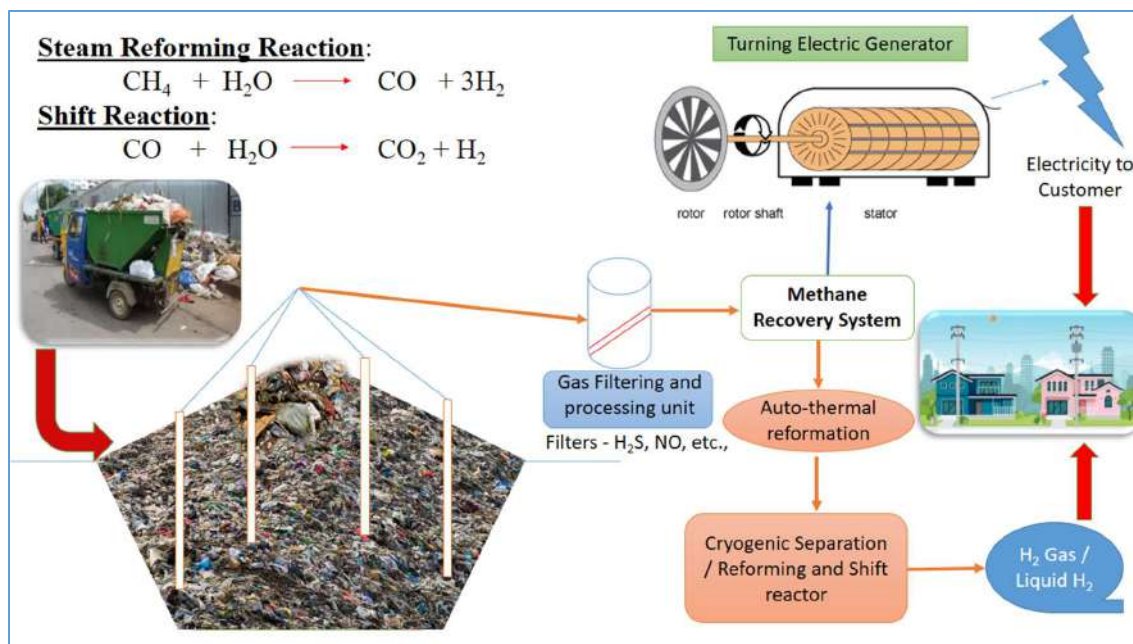 Steam Reforming Reaction:
CH₄ + H₂O → CO + 3H₂
Shift Reaction:
CO + H₂O → CO₂ + H₂
Turning Electric Generator
rotor rotor shaft stator
Electricity to
Customer
Methane
Recovery System
Gas Filtering and
processing unit
Filters - H₂S, NO, etc.,
Auto-thermal
reformation
Cryogenic Separation
/ Reforming and Shift
reactor
H₂ Gas /
Liquid H₂